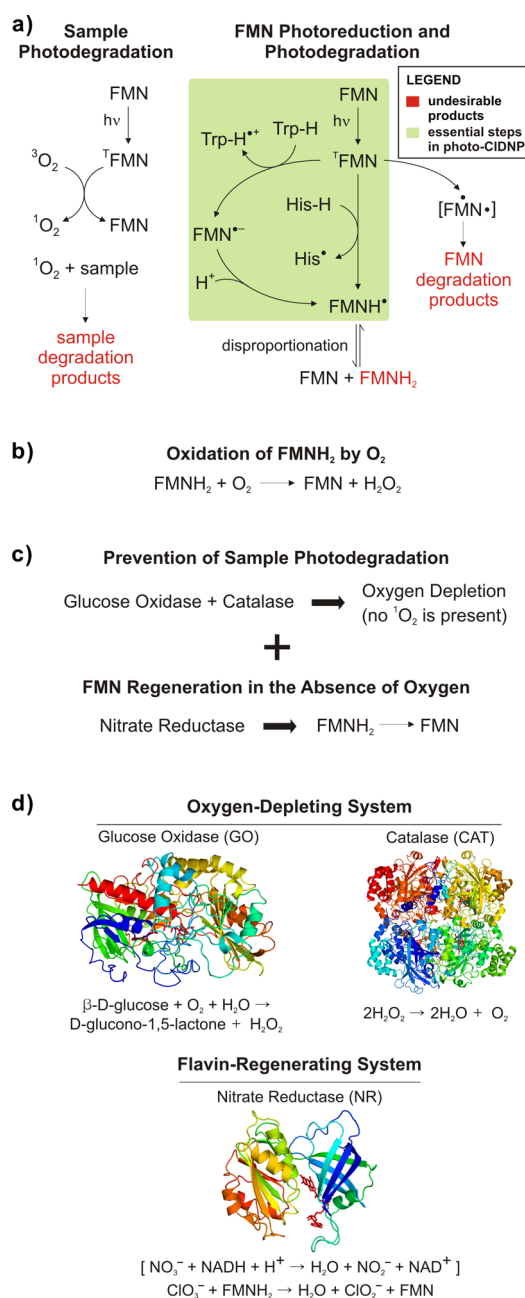 a)
Sample
Photodegradation
FMN
hν
³O₂
ᵀFMN
¹O₂
FMN
¹O₂ + sample
sample
degradation
products
FMN Photoreduction and
Photodegradation
LEGEND
undesirable
products
essential steps
in photo-CIDNP
FMN
Trp-H•⁺
Trp-H
hν
ᵀFMN
His-H
[FMN•]
•
FMN•−
His•
FMN
degradation
products
H⁺
FMNH•
disproportionation
FMN + FMNH₂
b)
Oxidation of FMNH₂ by O₂
FMNH₂ + O₂ → FMN + H₂O₂
c)
Prevention of Sample Photodegradation
Glucose Oxidase + Catalase ➡ Oxygen Depletion
(no ¹O₂ is present)
+
FMN Regeneration in the Absence of Oxygen
Nitrate Reductase ➡ FMNH₂ → FMN
d)
Oxygen-Depleting System
Glucose Oxidase (GO)
Catalase (CAT)
β-D-glucose + O₂ + H₂O →
D-glucono-1,5-lactone + H₂O₂
2H₂O₂ → 2H₂O + O₂
Flavin-Regenerating System
Nitrate Reductase (NR)
[ NO₃⁻ + NADH + H⁺ → H₂O + NO₂⁻ + NAD⁺ ]
ClO₃⁻ + FMNH₂ → H₂O + ClO₂⁻ + FMN